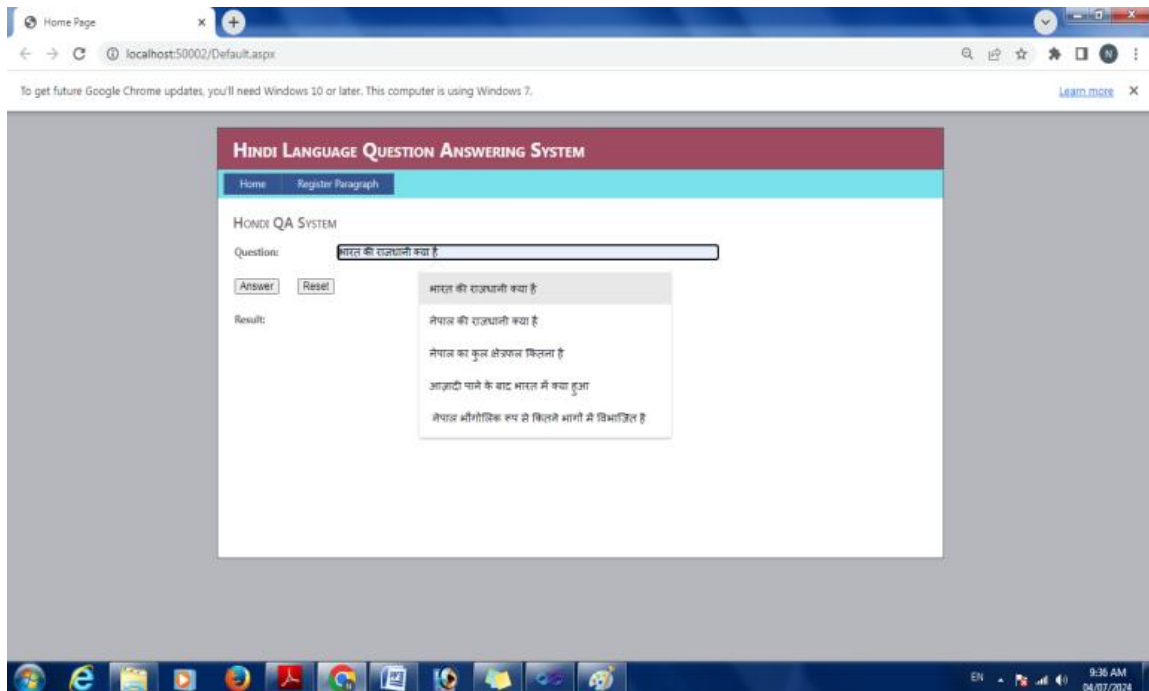 Home Page
localhost:50002/Default.aspx
N
To get future Google Chrome updates, you'll need Windows 10 or later. This computer is using Windows 7.
Learn more
HINDI LANGUAGE QUESTION ANSWERING SYSTEM
Home Register Paragraph
HONDI QA SYSTEM
Question: भारत की राजधानी क्या है
Answer Reset
भारत की राजधानी क्या है
Result:
नेपाल की राजधानी क्या है
नेपाल का कुल क्षेत्रफल कितना है
आज़ादी पाने के बाद भारत में क्या हुआ
नेपाल भौगोलिक रूप से कितने भागों में विभाजित है
EN
9:36 AM
04/07/2024